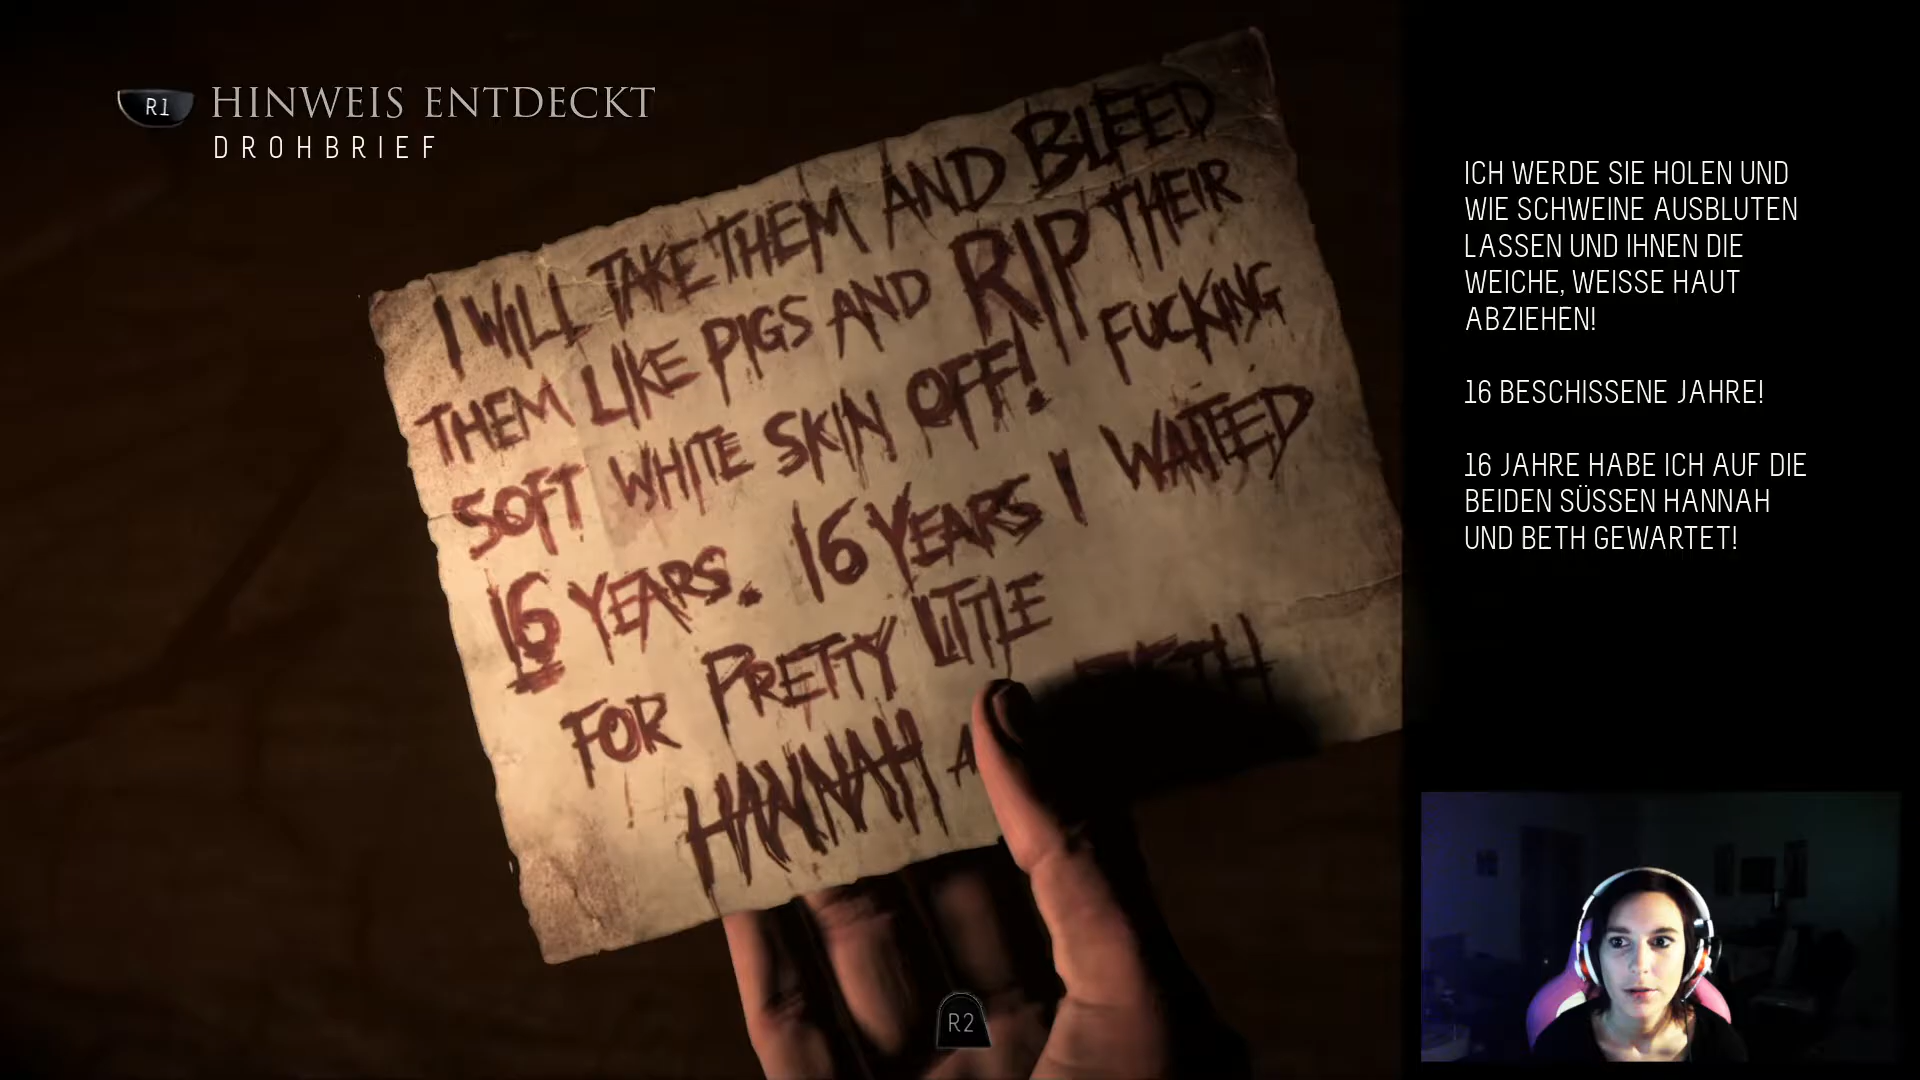 R1 HINWEIS ENTDECKT
DROHBRIEF
I WILL TAKE THEM AND BLEED
THEM LIKE PIGS AND RIP THEIR
SOFT WHITE SKIN OFF! FUCKING
16 YEARS. 16 YEARS I WAITED
FOR PRETTY LITTLE
HANNAH
R2
ICH WERDE SIE HOLEN UND
WIE SCHWEINE AUSBLUTEN
LASSEN UND IHNEN DIE
WEICHE, WEISSE HAUT
ABZIEHEN!
16 BESCHISSENE JAHRE!
16 JAHRE HABE ICH AUF DIE
BEIDEN SÜSSEN HANNAH
UND BETH GEWARTET!